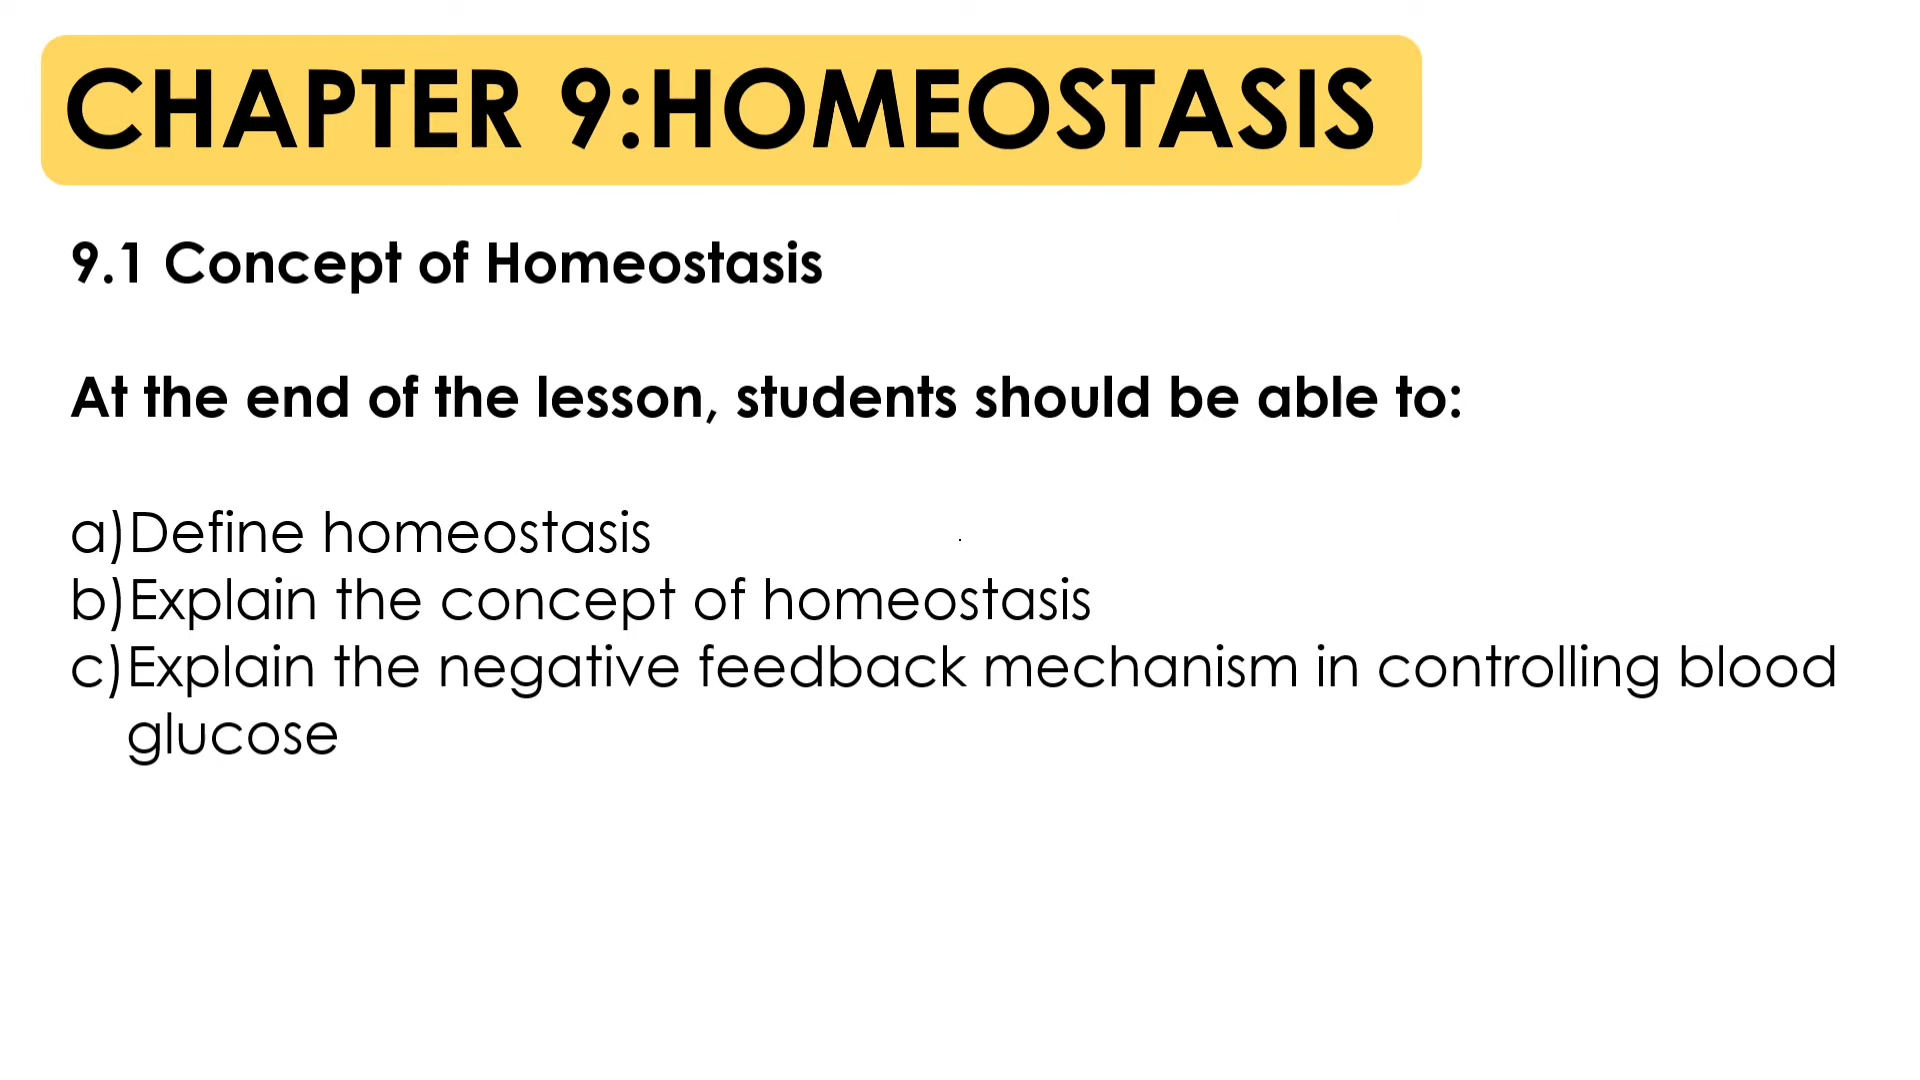 CHAPTER 9:HOMEOSTASIS
9.1 Concept of Homeostasis
At the end of the lesson, students should be able to:
a)Define homeostasis
b)Explain the concept of homeostasis
c)Explain the negative feedback mechanism in controlling blood
glucose